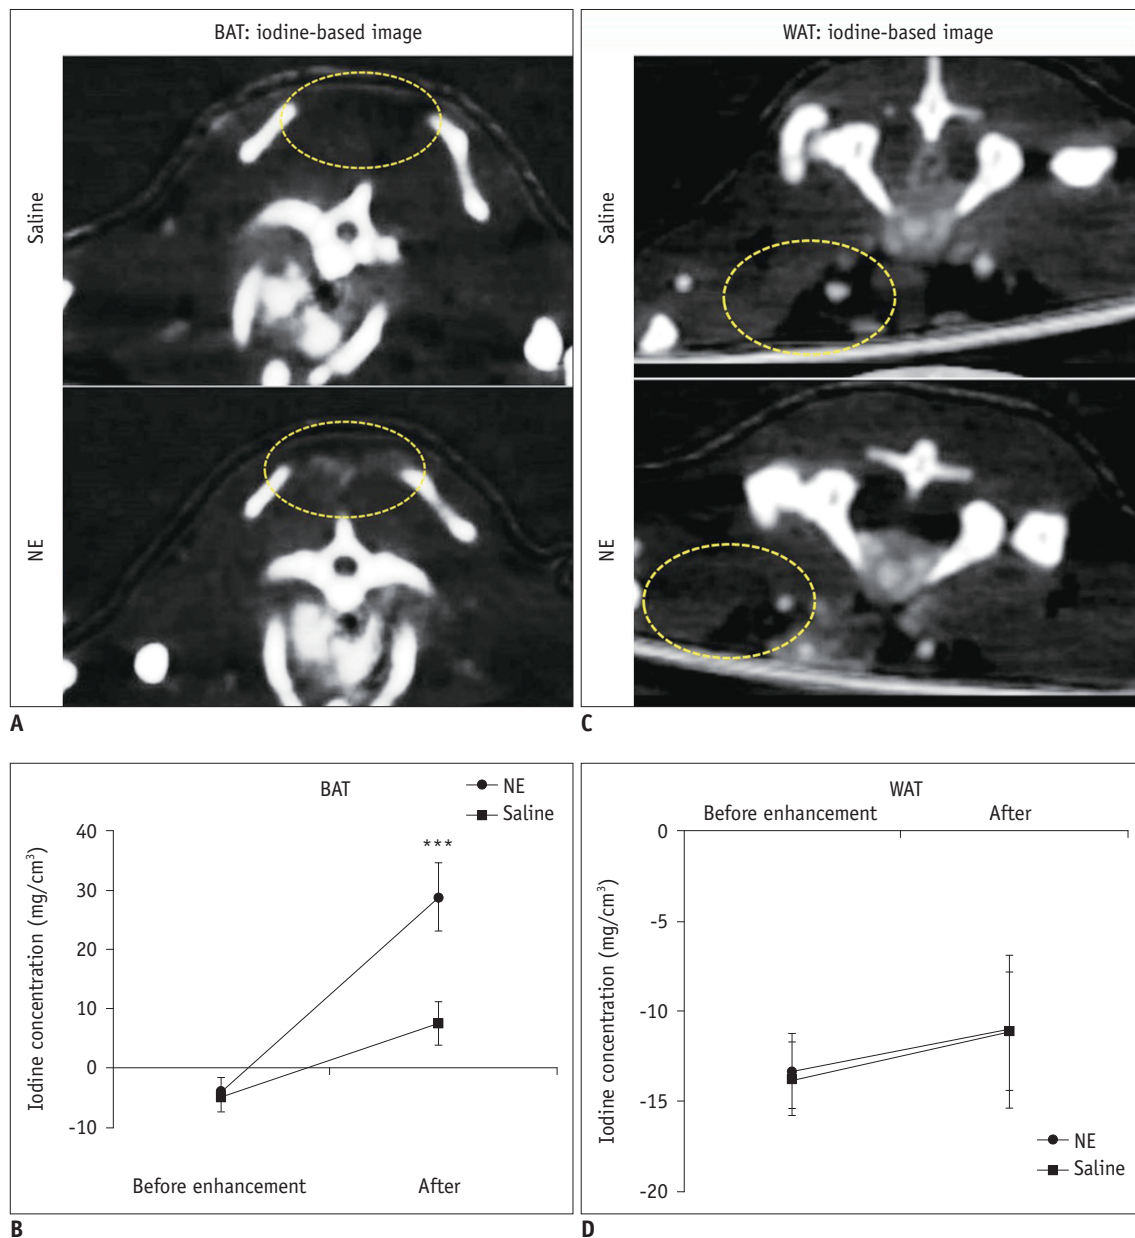 BAT: iodine-based image
Saline
NE
A
WAT: iodine-based image
Saline
NE
C
BAT
NE
Saline
Iodine concentration (mg/cm³)
40
30
20
10
0
-10
***
Before enhancement After
B
WAT
Before enhancement After
Iodine concentration (mg/cm³)
0
-5
-10
-15
-20
NE
Saline
D